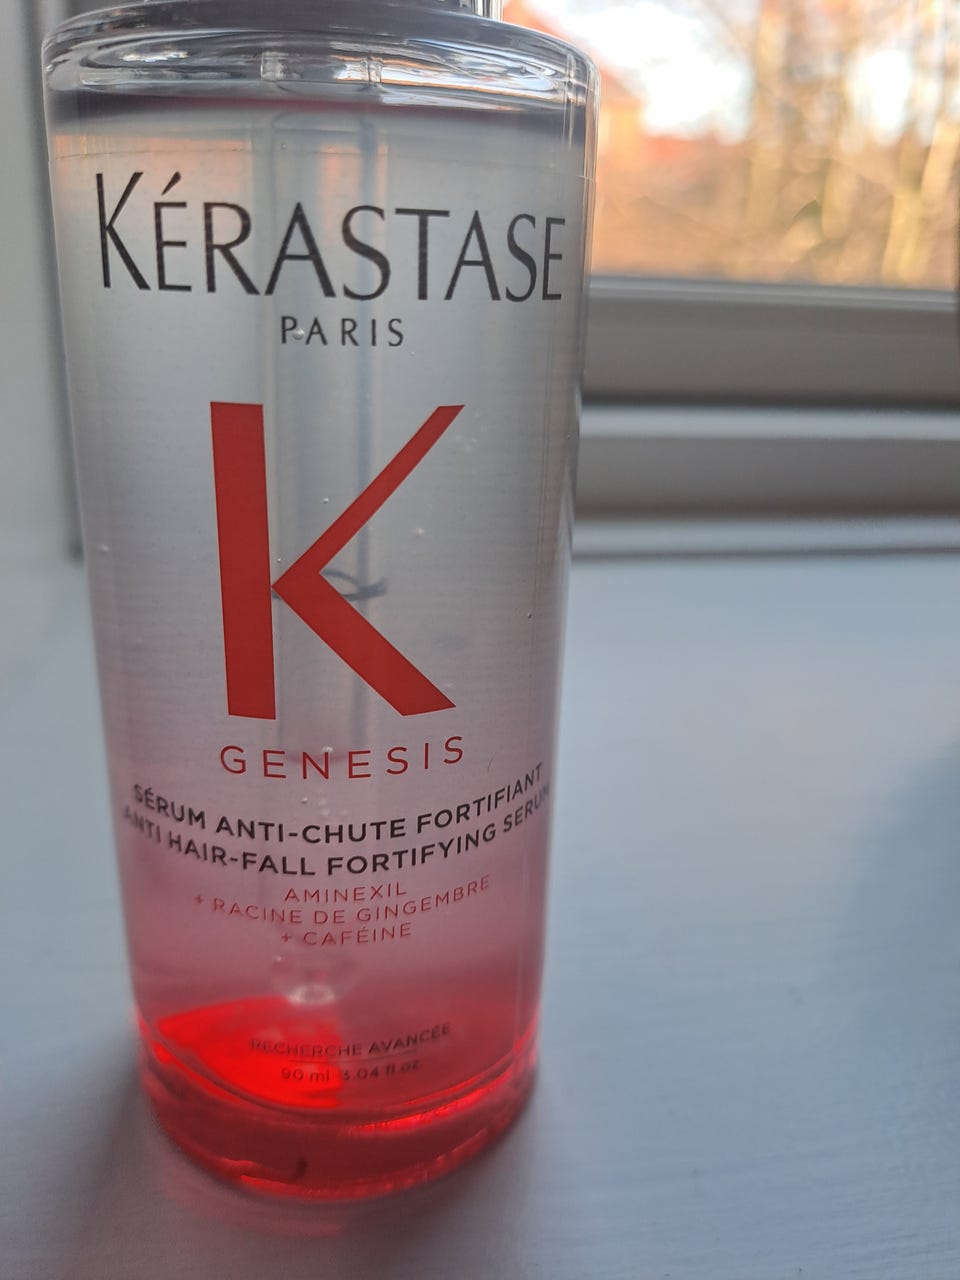 KÉRASTASE
PARIS
K
GENESIS
SÉRUM ANTI-CHUTE FORTIFIANT
ANTI HAIR-FALL FORTIFYING SERUM
AMINEXIL
+ RACINE DE GINGEMBRE
+ CAFÉINE
RECHERCHE AVANCÉE
90 ml 3.04 fl oz